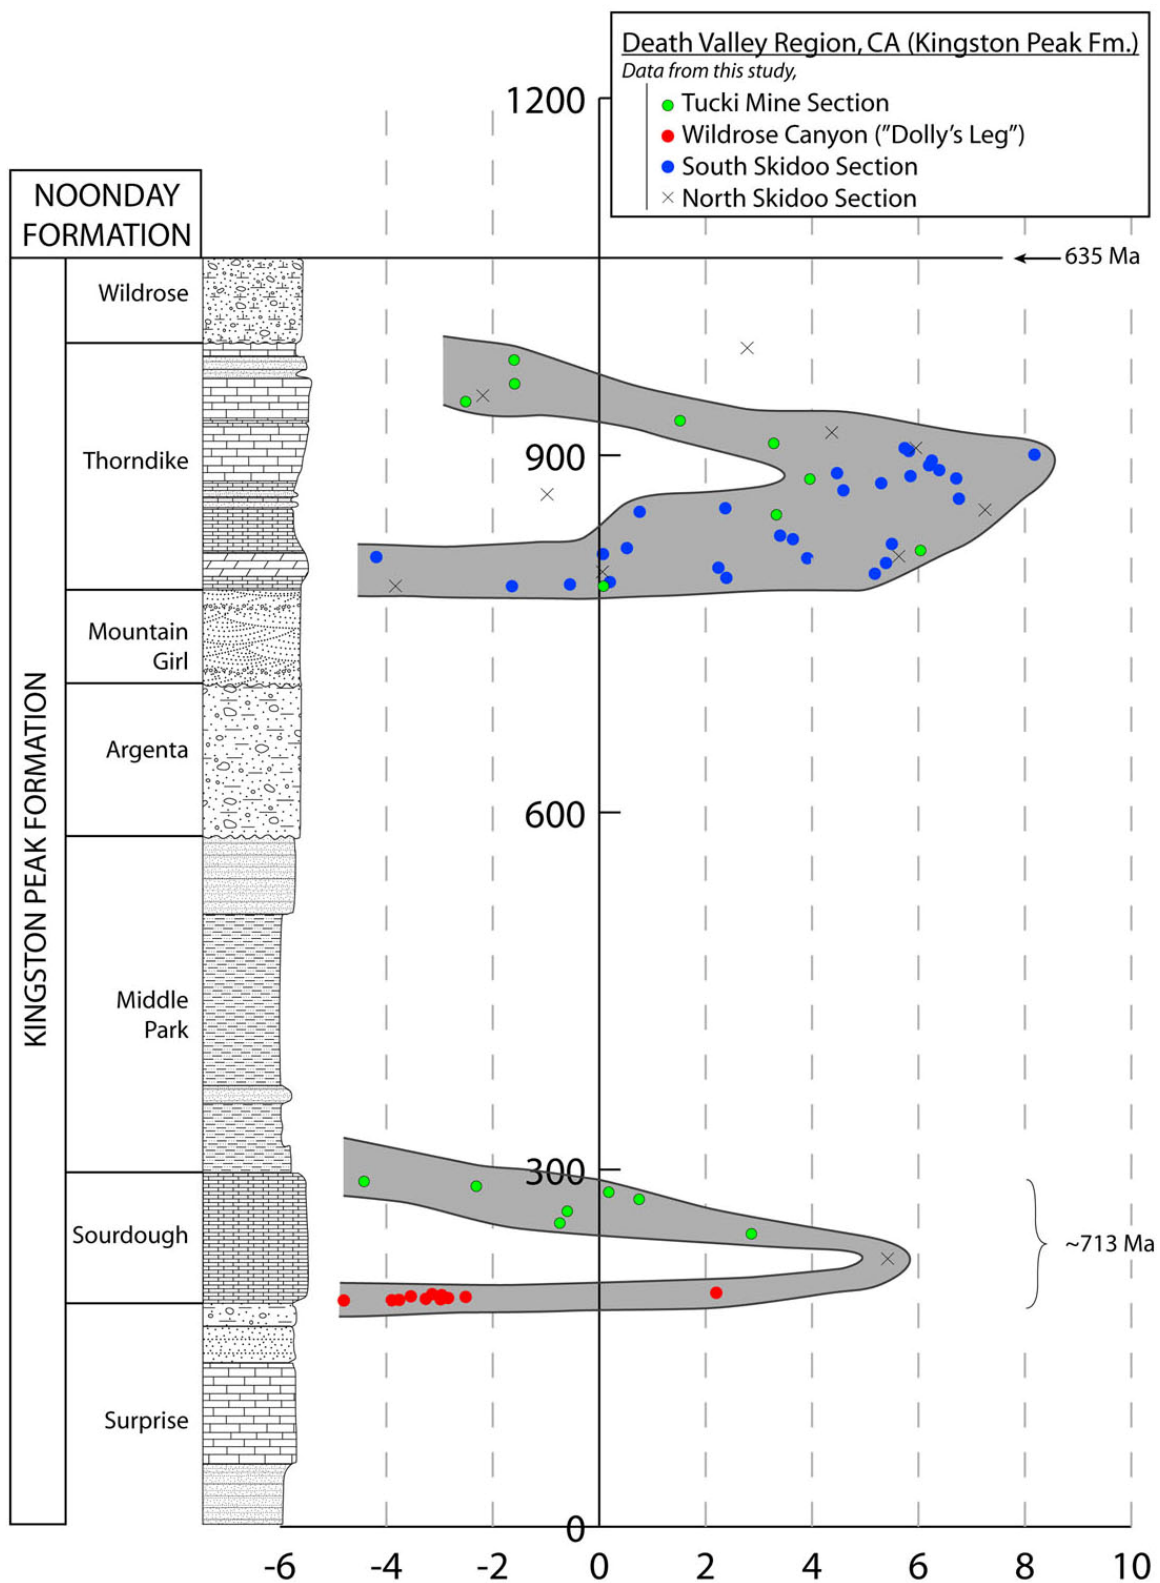 Death Valley Region, CA (Kingston Peak Fm.)
Data from this study,
Tucki Mine Section
Wildrose Canyon ("Dolly's Leg")
South Skidoo Section
North Skidoo Section
1200
NOONDAY
FORMATION
635 Ma
Wildrose
Thorndike
900
Mountain
Girl
Argenta
600
KINGSTON PEAK FORMATION
Middle
Park
300
Sourdough
~713 Ma
Surprise
0
-6 -4 -2 0 2 4 6 8 10